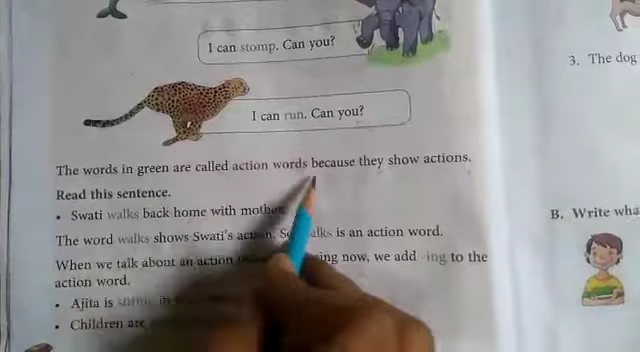 I can stomp. Can you?
3. The dog
I can run. Can you?
The words in green are called action words because they show actions.
Read this sentence.
• Swati walks back home with mother
B. Write wha
The word walks shows Swati's action. So walks is an action word.
When we talk about an action now, we add -ing to the
action word.
• Ajita is
• Children are